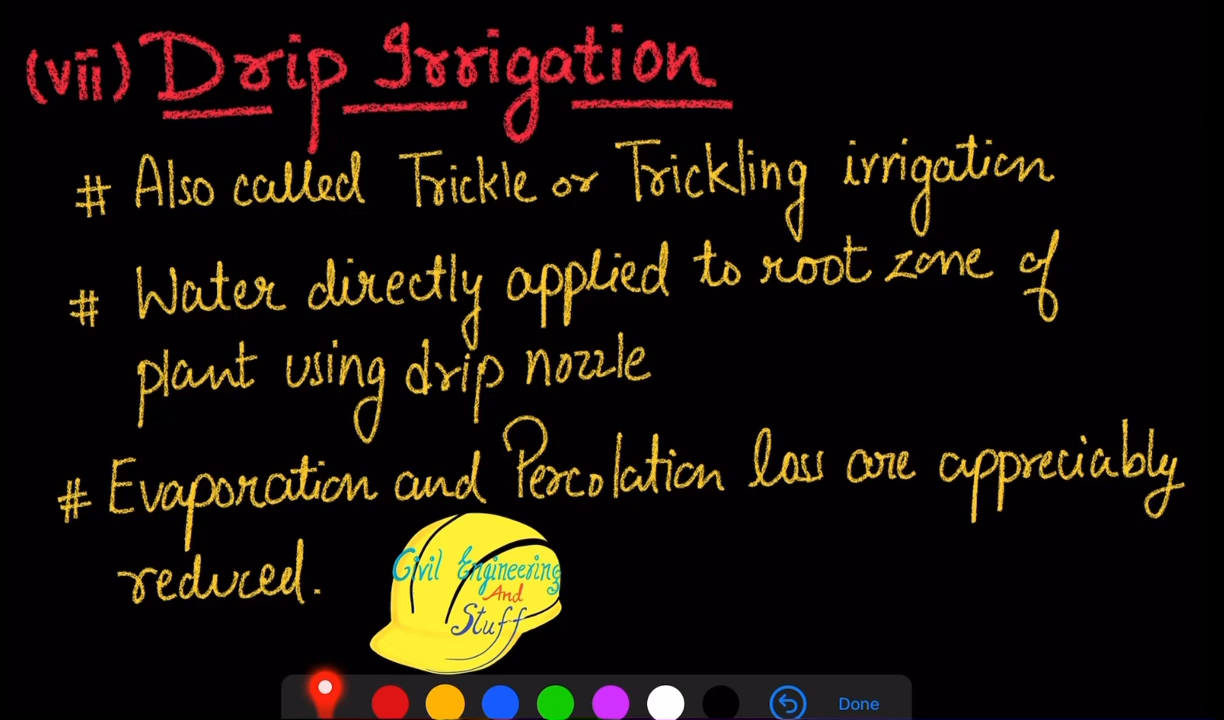 (vii) Drip Irrigation
# Also called Trickle or Trickling irrigation
# Water directly applied to root zone of
plant using drip nozzle
# Evaporation and Percolation loss are appreciably
reduced.
Civil Engineering
And
Stuff
Done